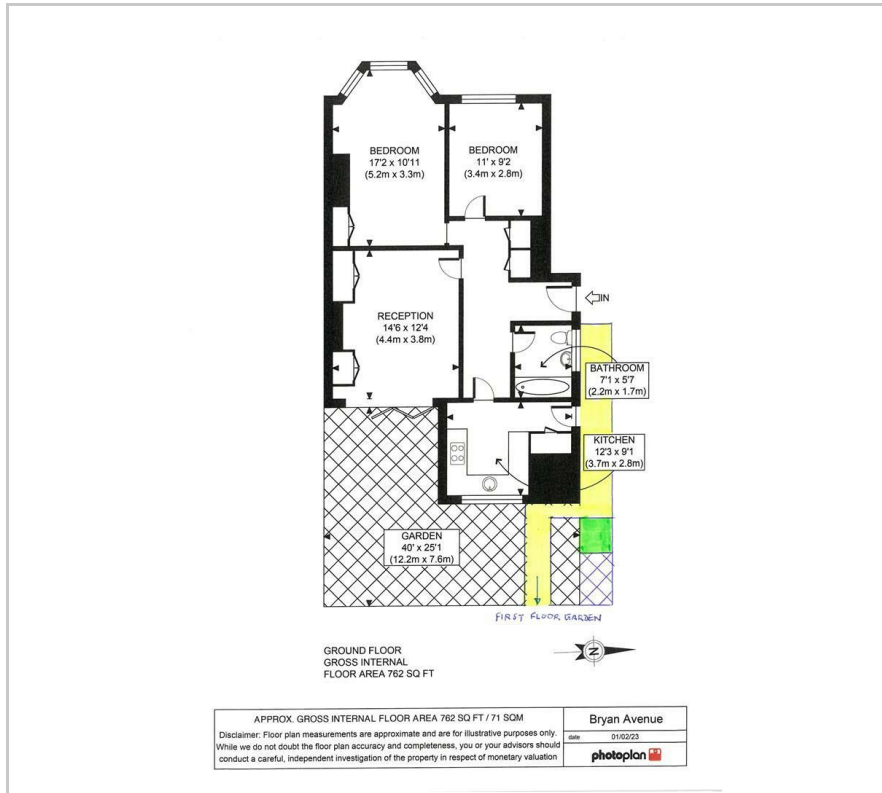 BEDROOM
17'2 x 10'11
(5.2m x 3.3m)
BEDROOM
11' x 9'2
(3.4m x 2.8m)
IN
RECEPTION
14'6 x 12'4
(4.4m x 3.8m)
BATHROOM
7'1 x 5'7
(2.2m x 1.7m)
KITCHEN
12'3 x 9'1
(3.7m x 2.8m)
GARDEN
40' x 25'1
(12.2m x 7.6m)
FIRST FLOOR GARDEN
GROUND FLOOR
GROSS INTERNAL
FLOOR AREA 762 SQ FT
N
APPROX. GROSS INTERNAL FLOOR AREA 762 SQ FT / 71 SQM
Disclaimer: Floor plan measurements are approximate and are for illustrative purposes only.
While we do not doubt the floor plan accuracy and completeness, you or your advisors should
conduct a careful, independent investigation of the property in respect of monetary valuation
Bryan Avenue
date 01/02/23
photoplan